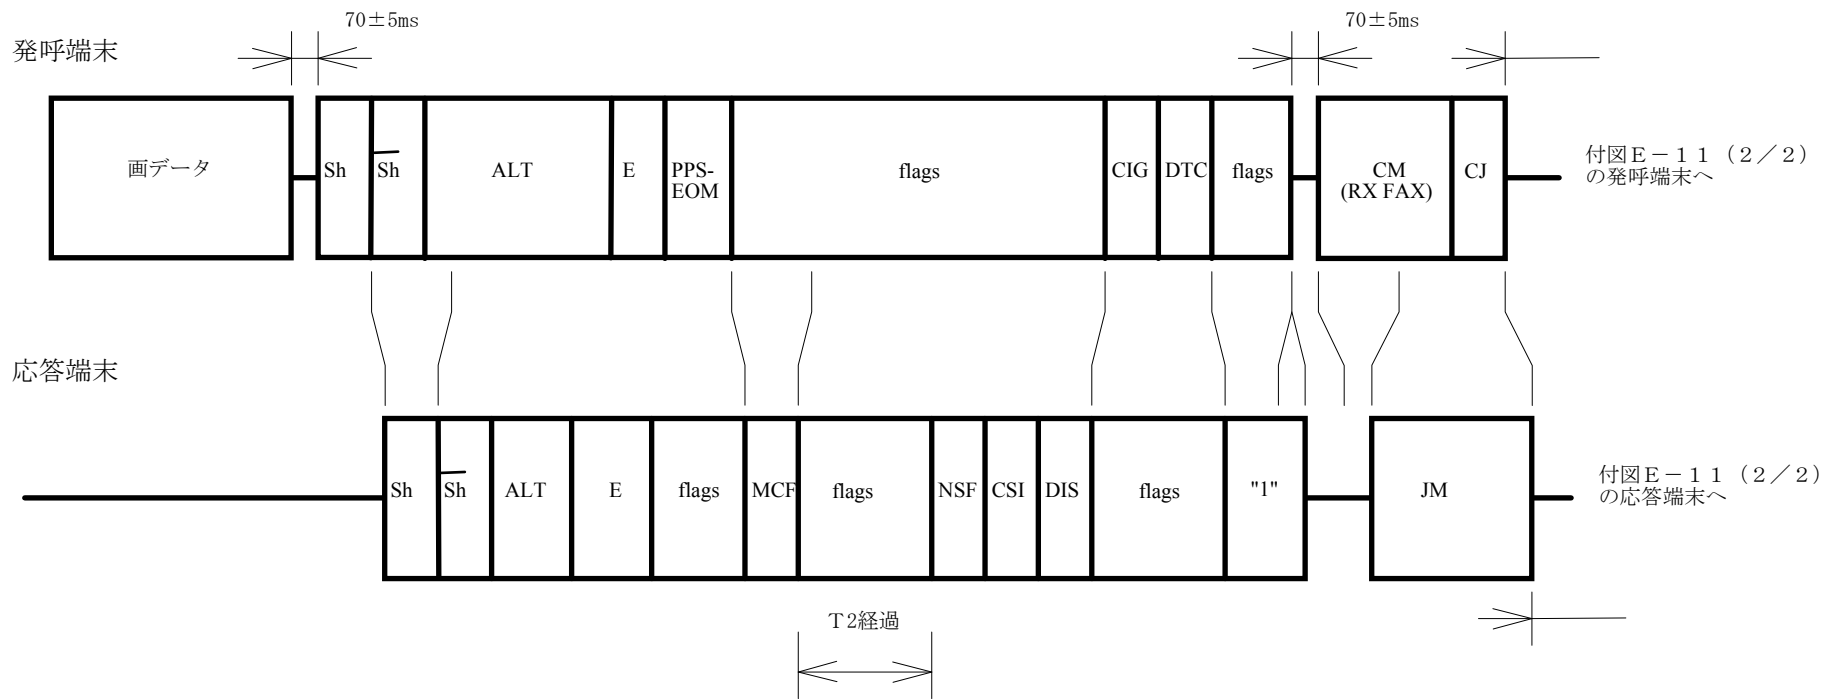 70±5ms
70±5ms
発呼端末
画データ
Sh
Sh
ALT
E
PPS-
EOM
flags
CIG
DTC
flags
CM
(RX FAX)
CJ
付図E-11(2/2)
の発呼端末へ
応答端末
Sh
Sh
ALT
E
flags
MCF
flags
NSF
CSI
DIS
flags
"1"
JM
付図E-11(2/2)
の応答端末へ
T2経過